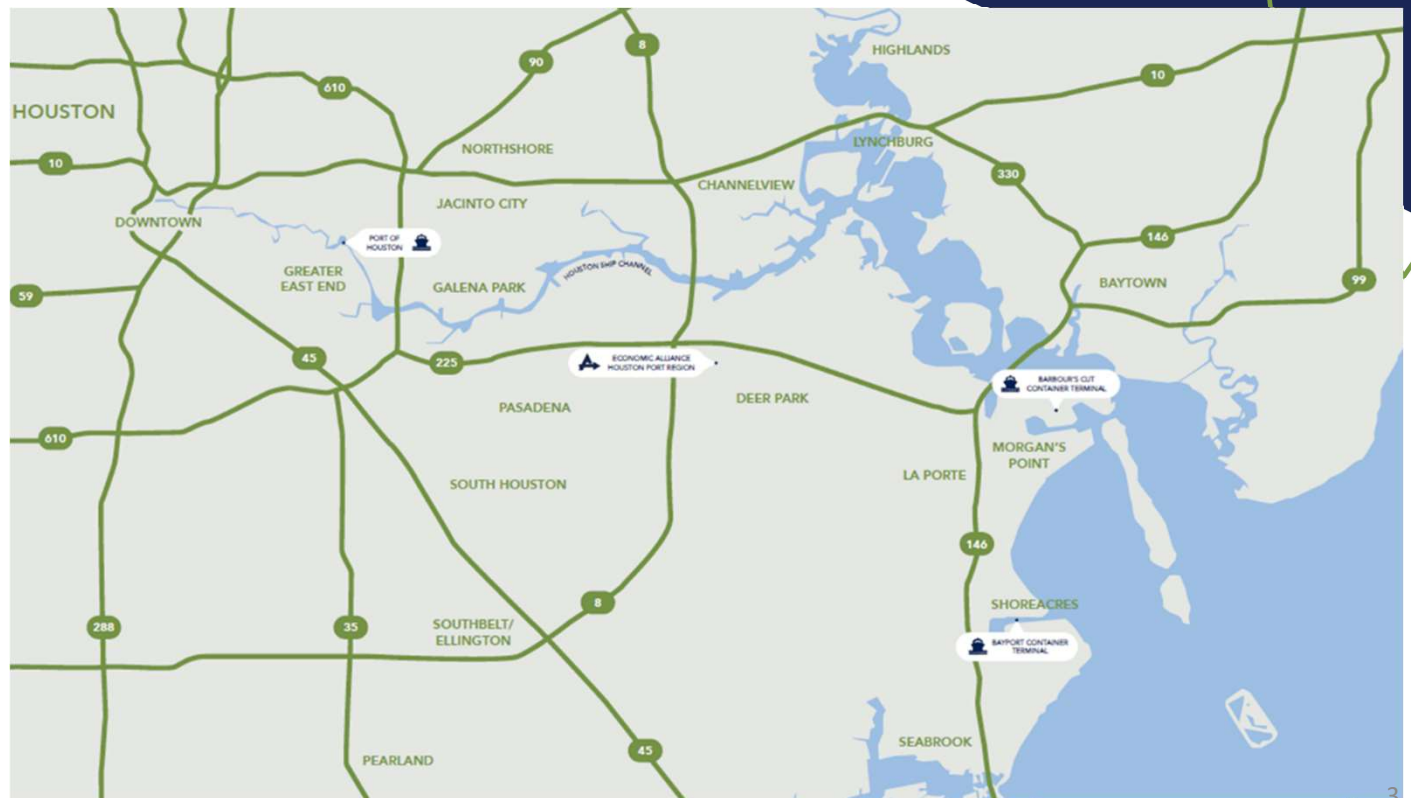 HIGHLANDS
8
90
10
610
HOUSTON
LYNCHBURG
NORTHSHORE
10
330
CHANNELVIEW
JACINTO CITY
DOWNTOWN
146
PORT OF
HOUSTON
HOUSTON SHIP CHANNEL
GREATER
EAST END
GALENA PARK
BAYTOWN
99
59
45
225
ECONOMIC ALLIANCE
HOUSTON PORT REGION
BARBOUR'S CUT
CONTAINER TERMINAL
DEER PARK
PASADENA
610
MORGAN'S
POINT
LA PORTE
SOUTH HOUSTON
146
8
SHOREACRES
288
35
SOUTHBELT/
ELLINGTON
BAYPORT CONTAINER
TERMINAL
SEABROOK
45
PEARLAND
3